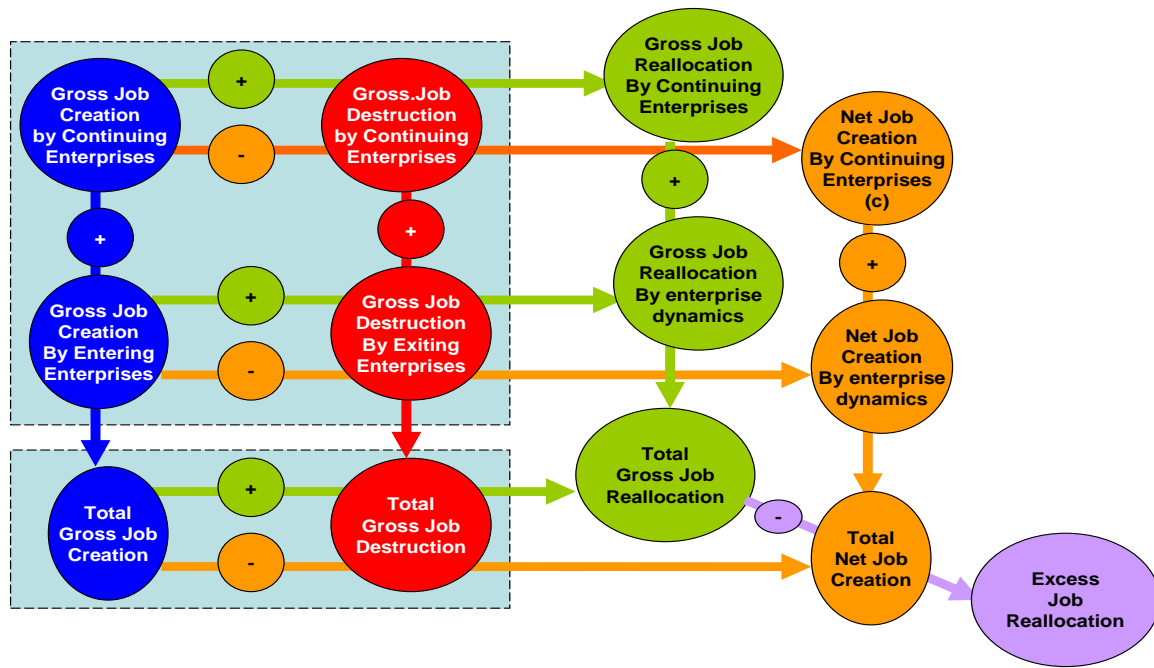 Gross Job
Creation
by Continuing
Enterprises
+
-
Gross.Job
Destruction
by Continuing
Enterprises
Gross Job
Reallocation
By Continuing
Enterprises
Net Job
Creation
By Continuing
Enterprises
(c)
+
+
+
+
Gross Job
Creation
By Entering
Enterprises
+
-
Gross Job
Destruction
By Exiting
Enterprises
Gross Job
Reallocation
By enterprise
dynamics
Net Job
Creation
By enterprise
dynamics
Total
Gross Job
Creation
+
-
Total
Gross Job
Destruction
Total
Gross Job
Reallocation
-
Total
Net Job
Creation
Excess
Job
Reallocation